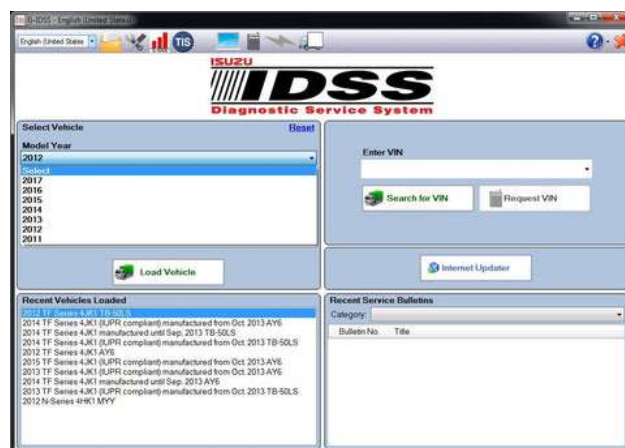 G-IDSS - English (United States)
English (United States
TIS
ISUZU
IDSS
Diagnostic Service System
Select Vehicle
Reset
Model Year
2012
Select
2017
2016
2015
2014
2013
2012
2011
Load Vehicle
Enter VIN
Search for VIN
Request VIN
Internet Updater
Recent Vehicles Loaded
2012 TF Series 4JK1 TB-50LS
2014 TF Series 4JK1 (IUPR compliant) manufactured from Oct. 2013 AY6
2014 TF Series 4JK1 manufactured until Sep. 2013 TB-50LS
2014 TF Series 4JK1 (IUPR compliant) manufactured from Oct. 2013 TB-50LS
2012 TF Series 4JK1 AY6
2015 TF Series 4JK1 (IUPR compliant) manufactured from Oct. 2013 AY6
2013 TF Series 4JK1 (IUPR compliant) manufactured from Oct. 2013 AY6
2014 TF Series 4JK1 manufactured until Sep. 2013 AY6
2013 TF Series 4JK1 (IUPR compliant) manufactured from Oct. 2013 TB-50LS
2012 N-Series 4HK1 MYY
Recent Service Bulletins
Category:
Bulletin No. Title